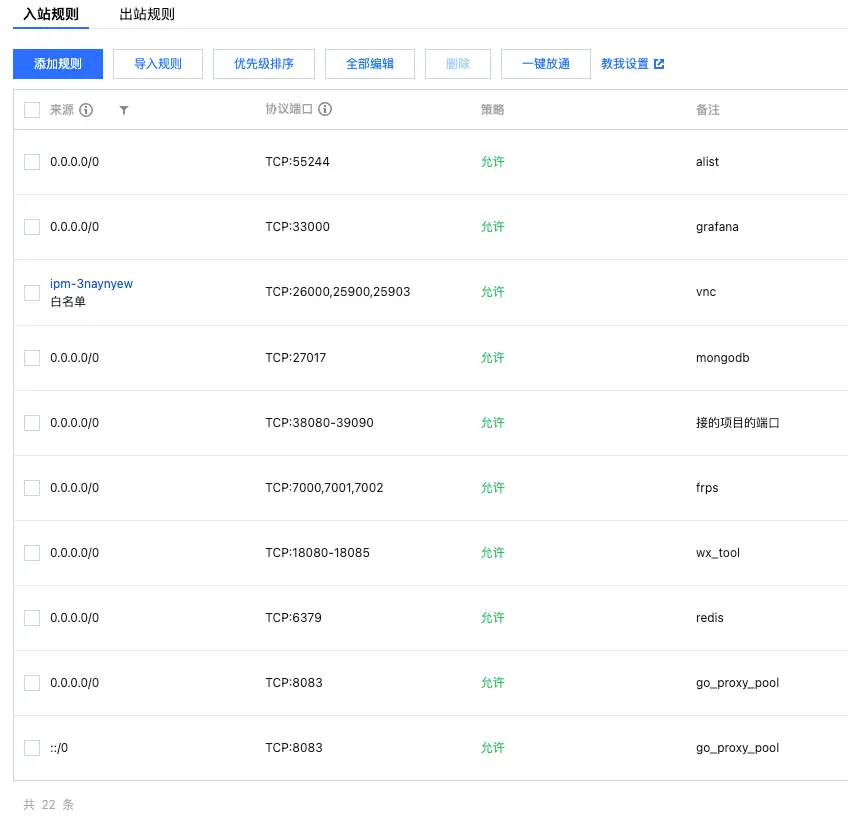 入站规则 出站规则
添加规则 导入规则 优先级排序 全部编辑 删除 一键放通 教我设置
来源 协议端口 策略 备注
0.0.0.0/0 TCP:55244 允许 alist
0.0.0.0/0 TCP:33000 允许 grafana
ipm-3naynyew
白名单 TCP:26000,25900,25903 允许 vnc
0.0.0.0/0 TCP:27017 允许 mongodb
0.0.0.0/0 TCP:38080-39090 允许 接的项目的端口
0.0.0.0/0 TCP:7000,7001,7002 允许 frps
0.0.0.0/0 TCP:18080-18085 允许 wx_tool
0.0.0.0/0 TCP:6379 允许 redis
0.0.0.0/0 TCP:8083 允许 go_proxy_pool
::/0 TCP:8083 允许 go_proxy_pool
共 22 条